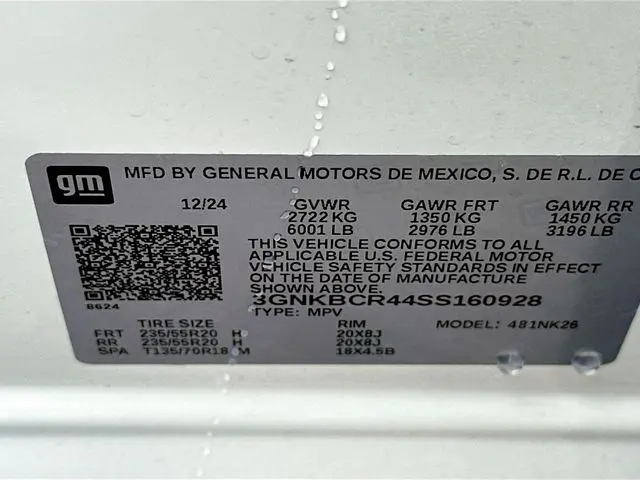 gm MFD BY GENERAL MOTORS DE MEXICO, S. DE R.L. DE C
12/24 GVWR GAWR FRT GAWR RR
2722 KG 1350 KG 1450 KG
6001 LB 2976 LB 3196 LB
THIS VEHICLE CONFORMS TO ALL
APPLICABLE U.S. FEDERAL MOTOR
VEHICLE SAFETY STANDARDS IN EFFECT
ON THE DATE OF MANUFACTURE
SHOWN ABOVE.
8624 3GNKBCR44SS160928
TYPE: MPV MODEL: 481NK26
TIRE SIZE RIM
FRT 235/55R20 H 20X8J
RR 235/55R20 H 20X8J
SPA T135/70R18 M 18X4.5B